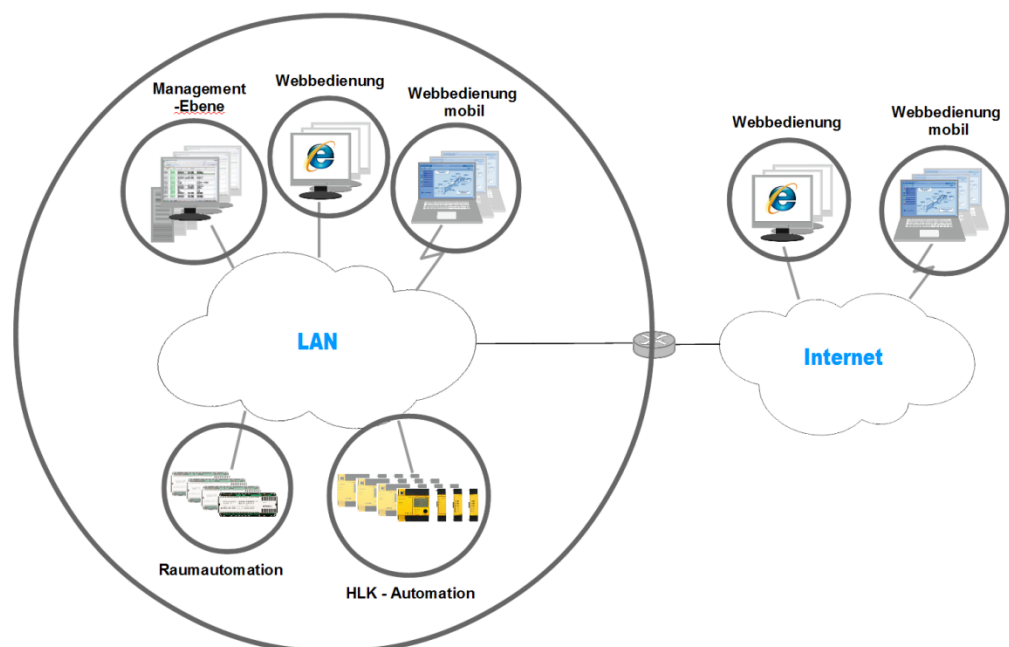 Management
-Ebene
Webbedienung
Webbedienung
mobil
Webbedienung
Webbedienung
mobil
LAN
Internet
Raumautomation
HLK - Automation